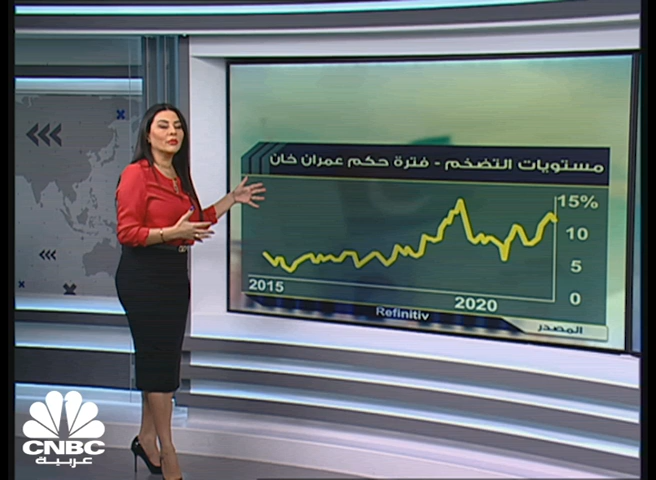 مستويات التضخم - فترة حكم عمران خان
15%
10
5
0
2015
2020
المصدر
Refinitiv
CNBC
عربية